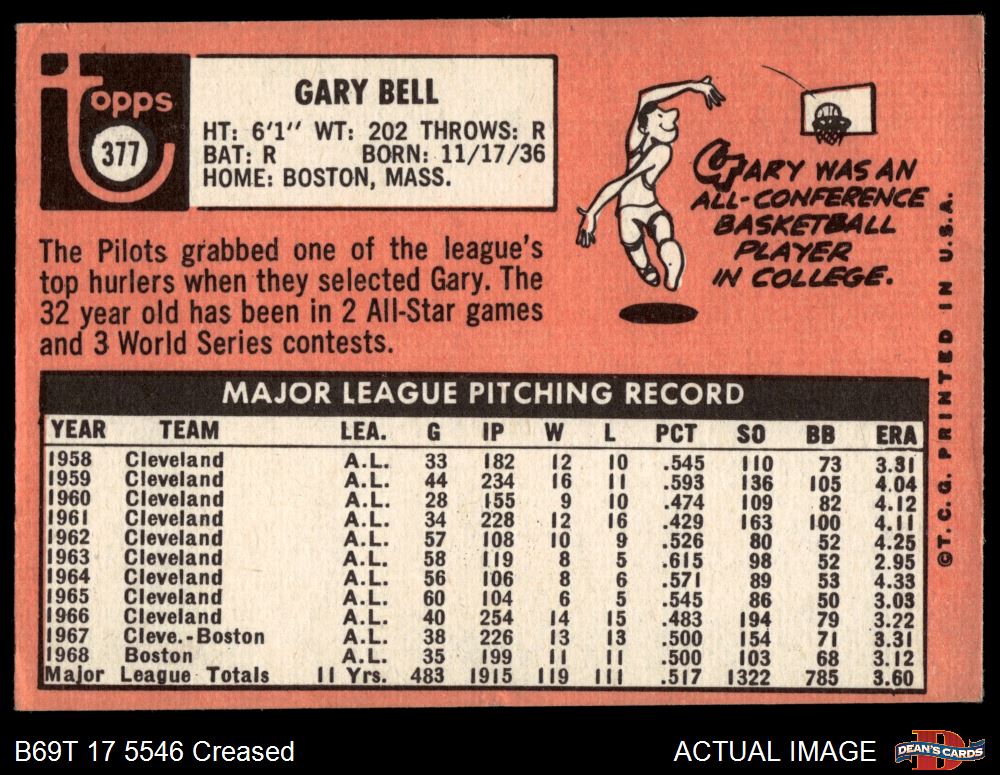 Topps
377
GARY BELL
HT: 6'1'' WT: 202 THROWS: R
BAT: R BORN: 11/17/36
HOME: BOSTON, MASS.
GARY WAS AN
ALL-CONFERENCE
BASKETBALL
PLAYER
IN COLLEGE.
The Pilots grabbed one of the league's
top hurlers when they selected Gary. The
32 year old has been in 2 All-Star games
and 3 World Series contests.
MAJOR LEAGUE PITCHING RECORD
YEAR TEAM LEA. G IP W L PCT SO BB ERA
1958 Cleveland A.L. 33 182 12 10 .545 110 73 3.31
1959 Cleveland A.L. 44 234 16 11 .593 136 105 4.04
1960 Cleveland A.L. 28 155 9 10 .474 109 82 4.12
1961 Cleveland A.L. 34 228 12 16 .429 163 100 4.11
1962 Cleveland A.L. 57 108 10 9 .526 80 52 4.25
1963 Cleveland A.L. 58 119 8 5 .615 98 52 2.95
1964 Cleveland A.L. 56 106 8 6 .571 89 53 4.33
1965 Cleveland A.L. 60 104 6 5 .545 86 50 3.03
1966 Cleveland A.L. 40 254 14 15 .483 194 79 3.22
1967 Cleve.-Boston A.L. 38 226 13 13 .500 154 71 3.31
1968 Boston A.L. 35 199 11 11 .500 103 68 3.12
Major League Totals 11 Yrs. 483 1915 119 111 .517 1322 785 3.60
©T.C.G. PRINTED IN U.S.A.
B69T 17 5546 Creased
ACTUAL IMAGE
D
DEAN'S CARDS